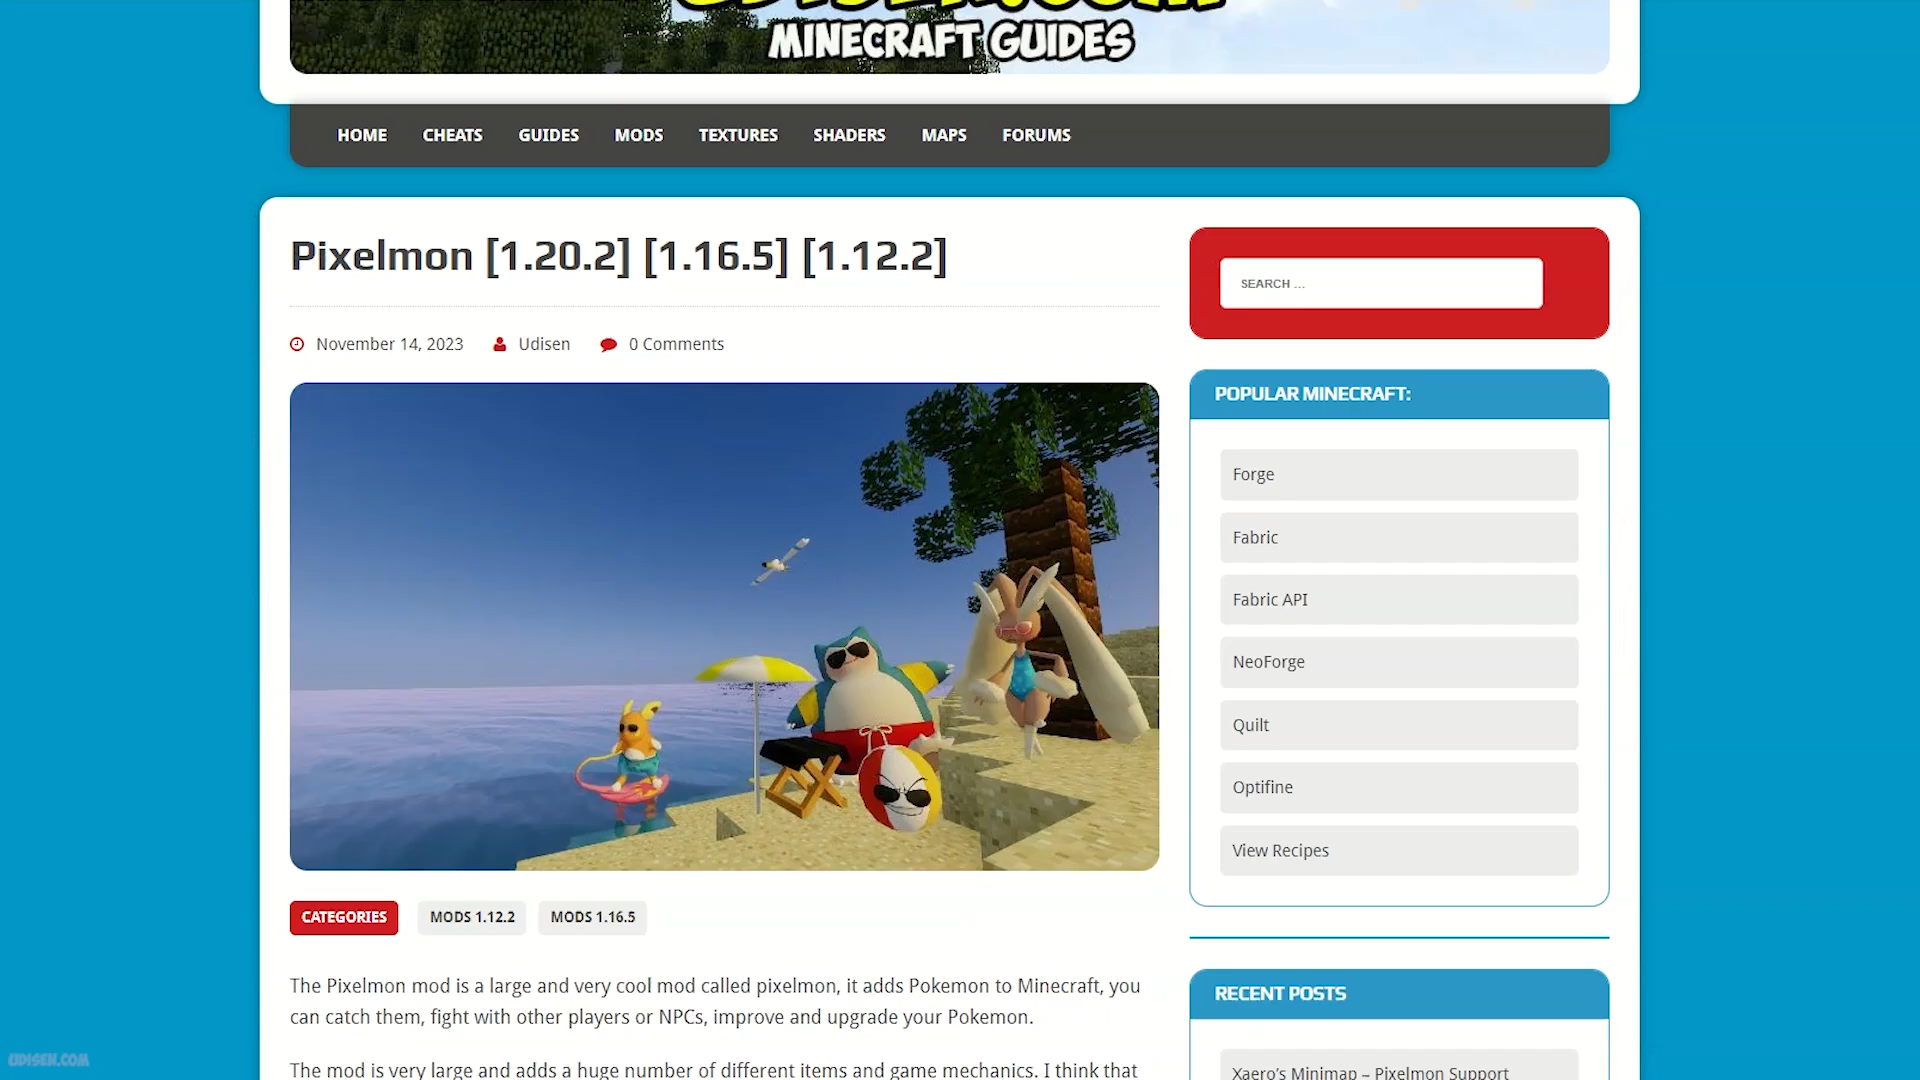 MINECRAFT GUIDES
HOME CHEATS GUIDES MODS TEXTURES SHADERS MAPS FORUMS
Pixelmon [1.20.2] [1.16.5] [1.12.2]
November 14, 2023 Udisen 0 Comments
CATEGORIES MODS 1.12.2 MODS 1.16.5
The Pixelmon mod is a large and very cool mod called pixelmon, it adds Pokemon to Minecraft, you
can catch them, fight with other players or NPCs, improve and upgrade your Pokemon.
The mod is very large and adds a huge number of different items and game mechanics. I think that
SEARCH ...
POPULAR MINECRAFT:
Forge
Fabric
Fabric API
NeoForge
Quilt
Optifine
View Recipes
RECENT POSTS
Xaero's Minimap – Pixelmon Support
UDISEN.COM